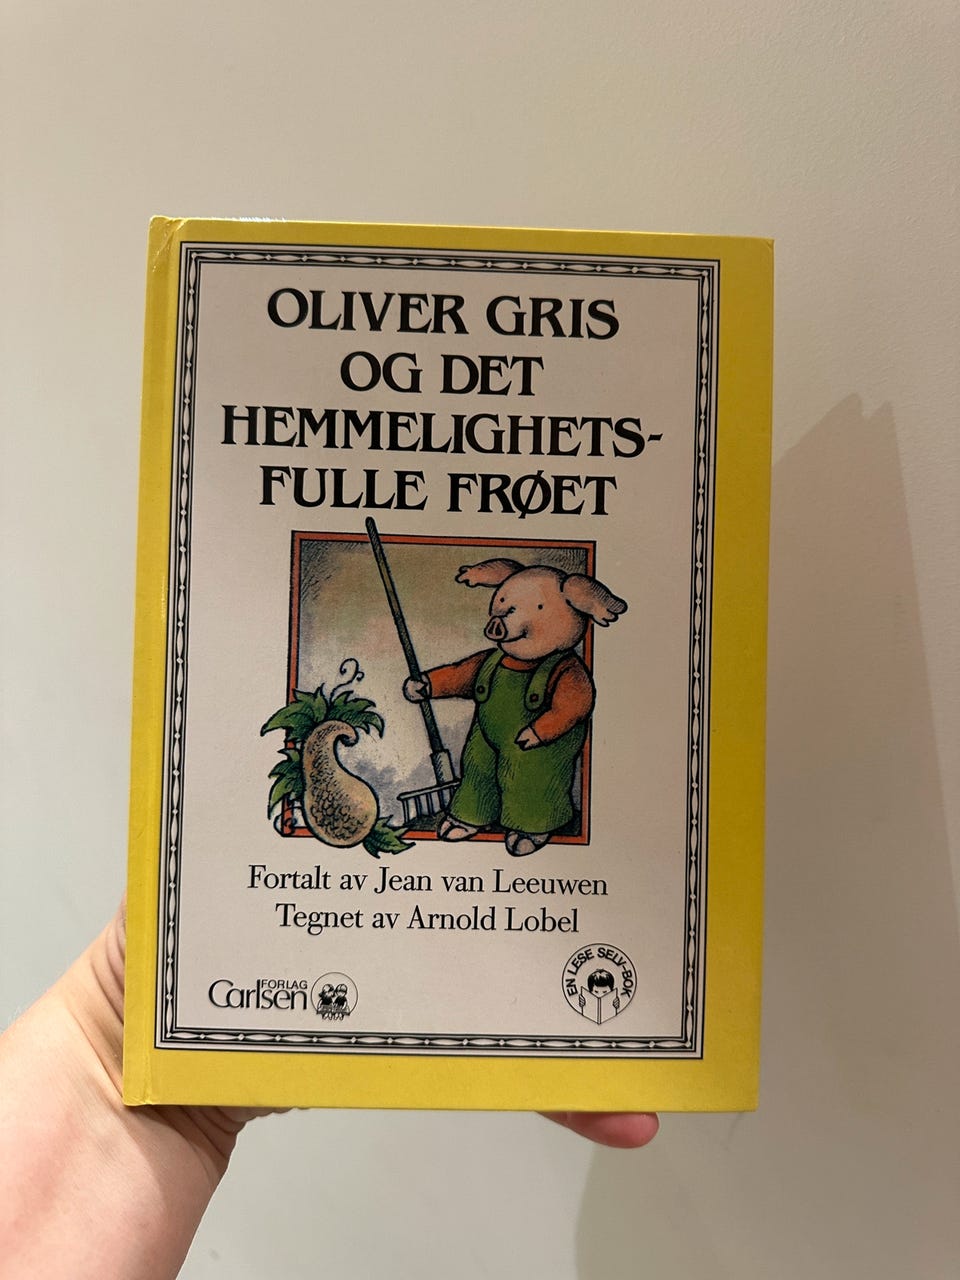 OLIVER GRIS
OG DET
HEMMELIGHETS-
FULLE FRØET
Fortalt av Jean van Leeuwen
Tegnet av Arnold Lobel
FORLAG
Carlsen
EN LESE SELV-BOK